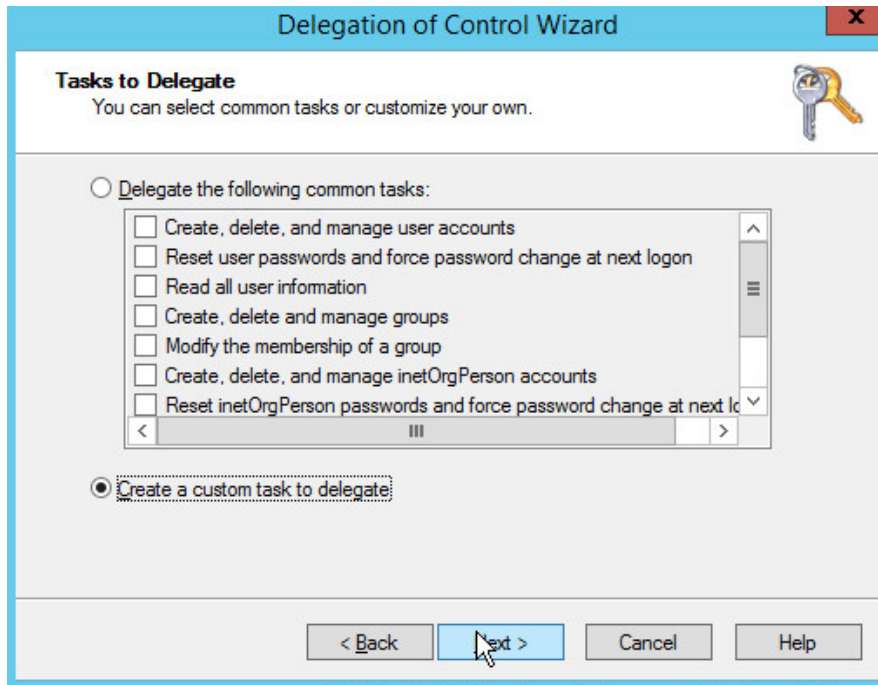 Delegation of Control Wizard
x
Tasks to Delegate
You can select common tasks or customize your own.
Delegate the following common tasks:
Create, delete, and manage user accounts
Reset user passwords and force password change at next logon
Read all user information
Create, delete and manage groups
Modify the membership of a group
Create, delete, and manage inetOrgPerson accounts
Reset inetOrgPerson passwords and force password change at next
Create a custom task to delegate
< Back
Next >
Cancel
Help